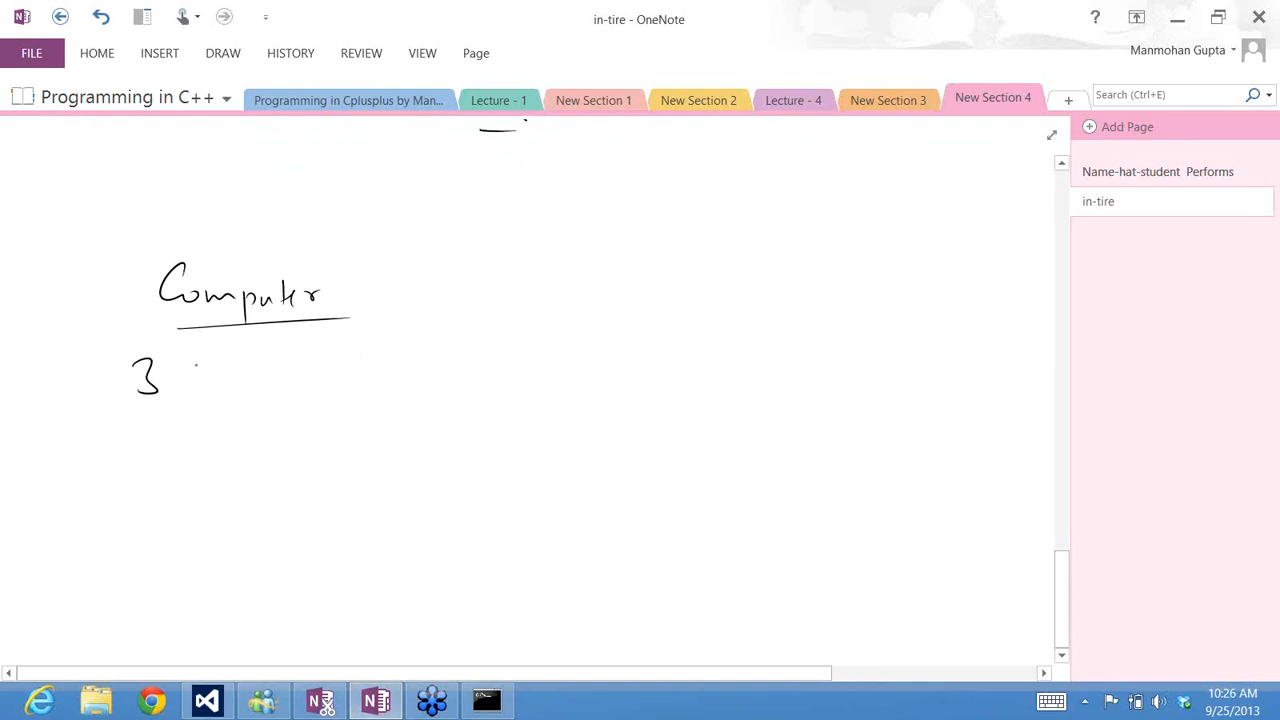 in-tire - OneNote
?
FILE HOME INSERT DRAW HISTORY REVIEW VIEW Page
Manmohan Gupta
Programming in C++
Programming in Cplusplus by Man... Lecture - 1 New Section 1 New Section 2 Lecture - 4 New Section 3 New Section 4 +
Search (Ctrl+E)
Add Page
Name-hat-student Performs
in-tire
Computer
3
10:26 AM
9/25/2013